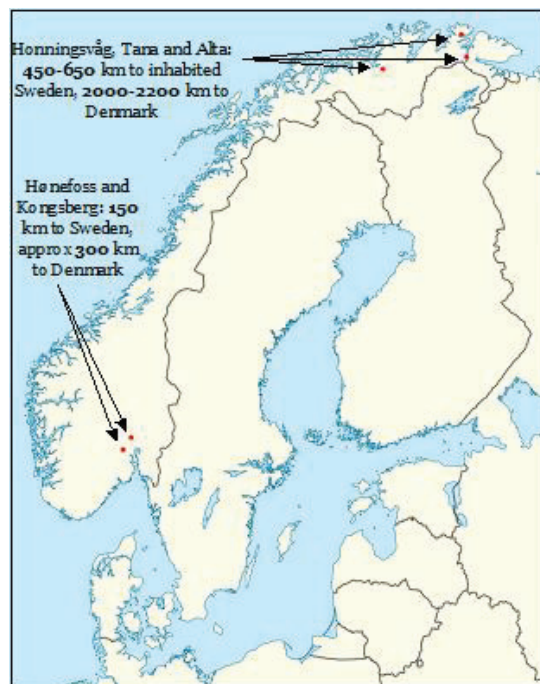 Honningsvåg, Tana and Alta:
450-650 km to inhabited
Sweden, 2000-2200 km to
Denmark
Hønefoss and
Kongsberg: 150
km to Sweden,
approx 300 km
to Denmark